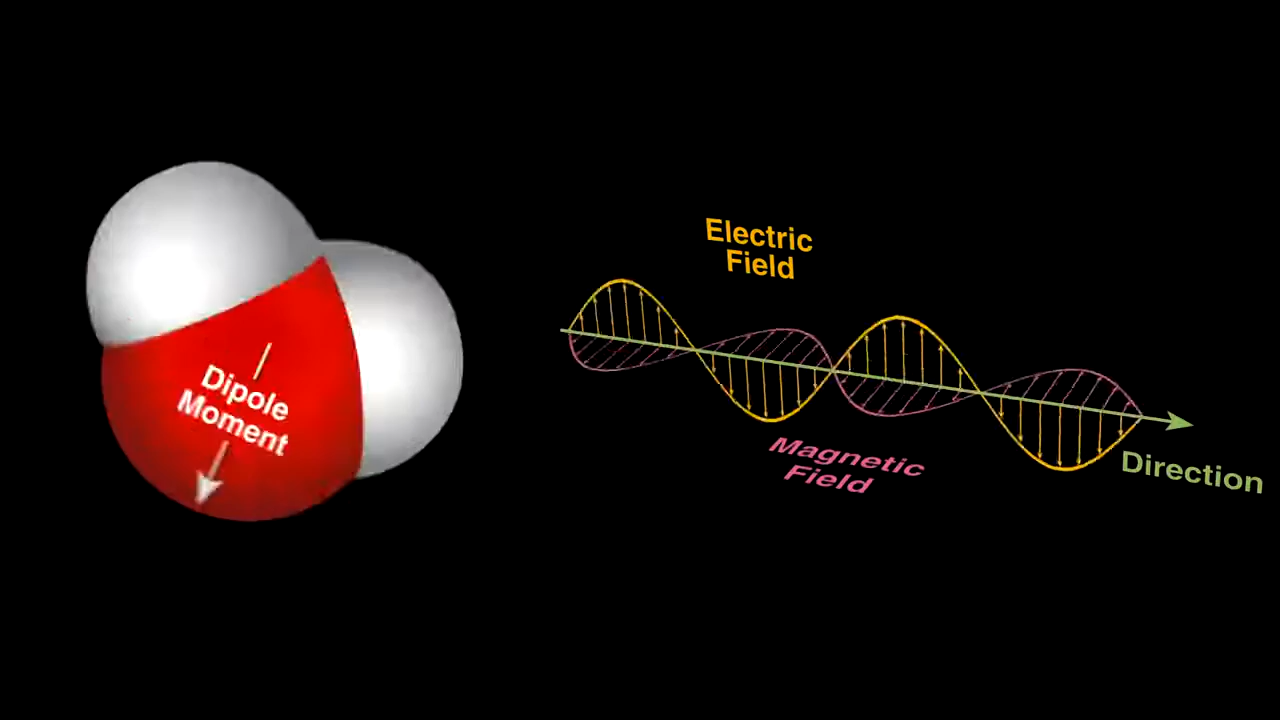 Dipole
Moment
Electric
Field
Magnetic
Field
Direction